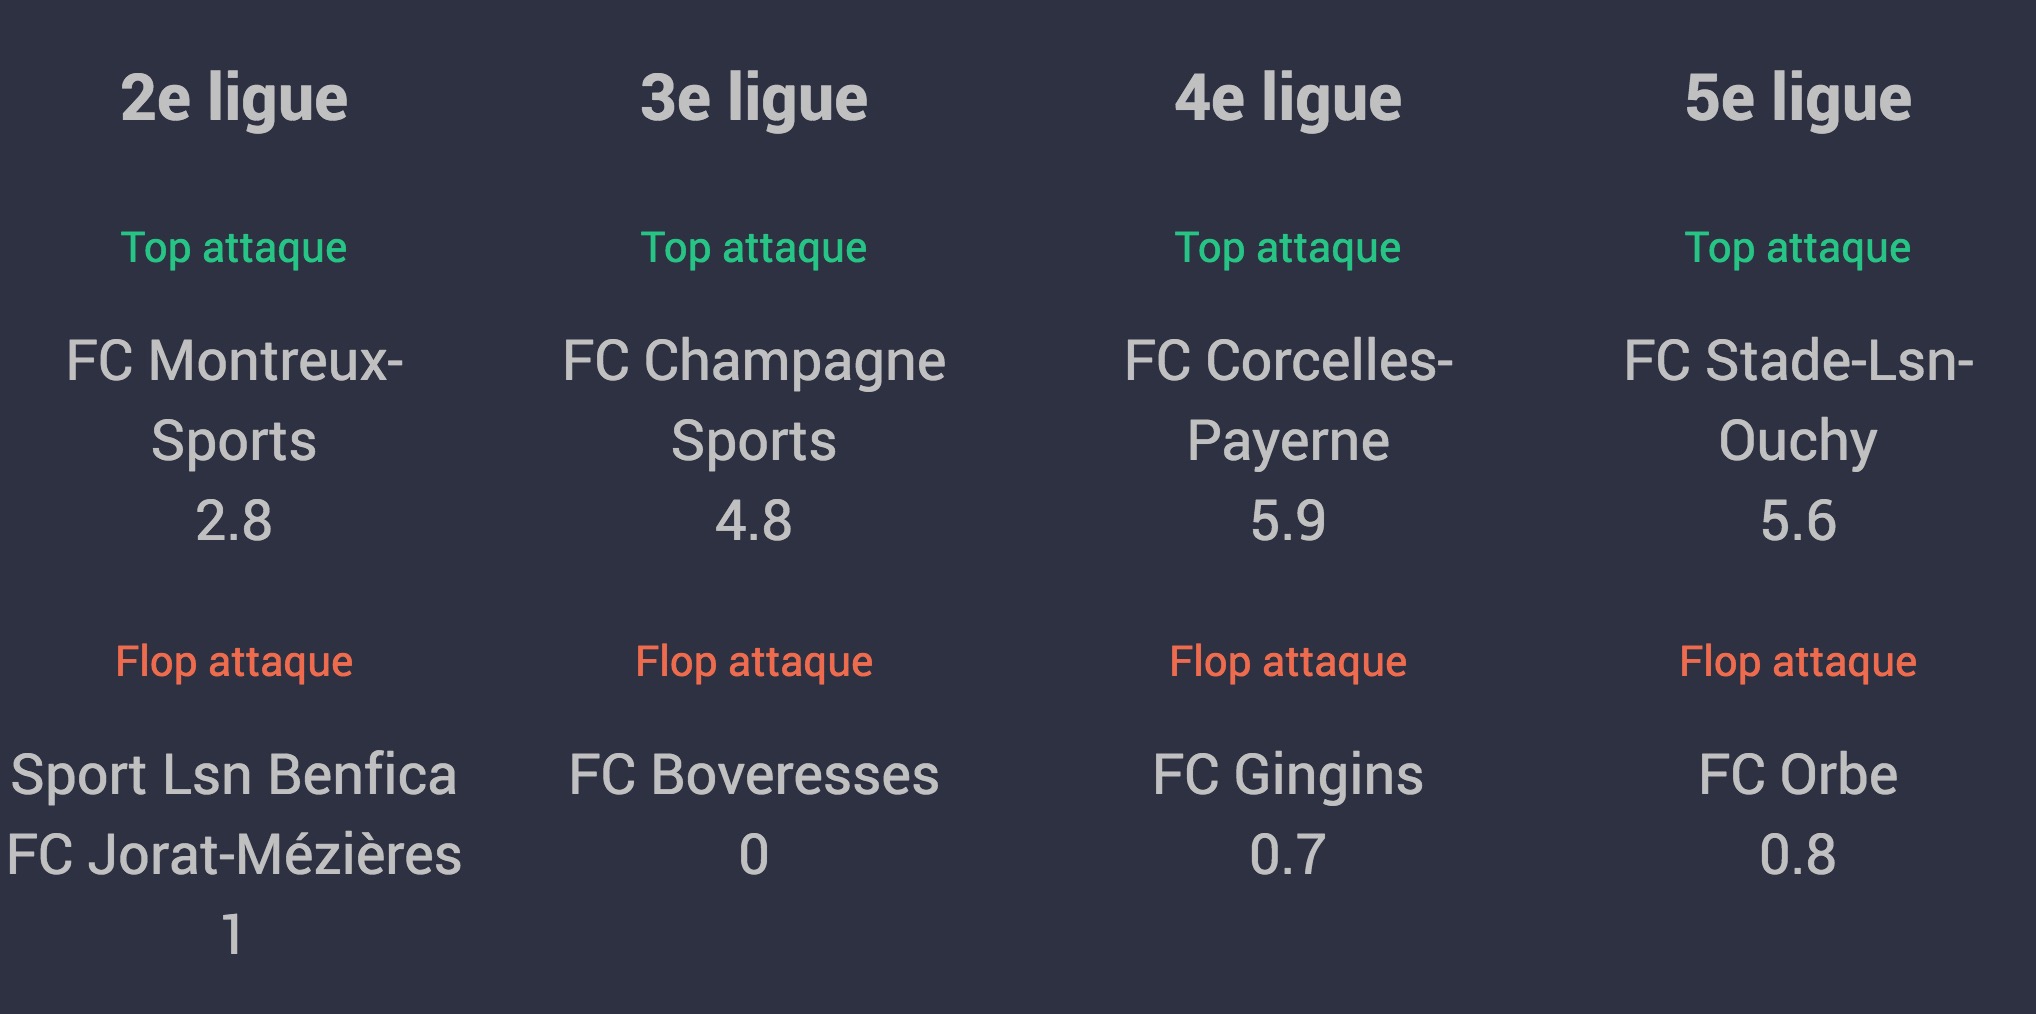 2e ligue
Top attaque
FC Montreux-
Sports
2.8
Flop attaque
Sport Lsn Benfica
FC Jorat-Mézières
1
3e ligue
Top attaque
FC Champagne
Sports
4.8
Flop attaque
FC Boveresses
0
4e ligue
Top attaque
FC Corcelles-
Payerne
5.9
Flop attaque
FC Gingins
0.7
5e ligue
Top attaque
FC Stade-Lsn-
Ouchy
5.6
Flop attaque
FC Orbe
0.8